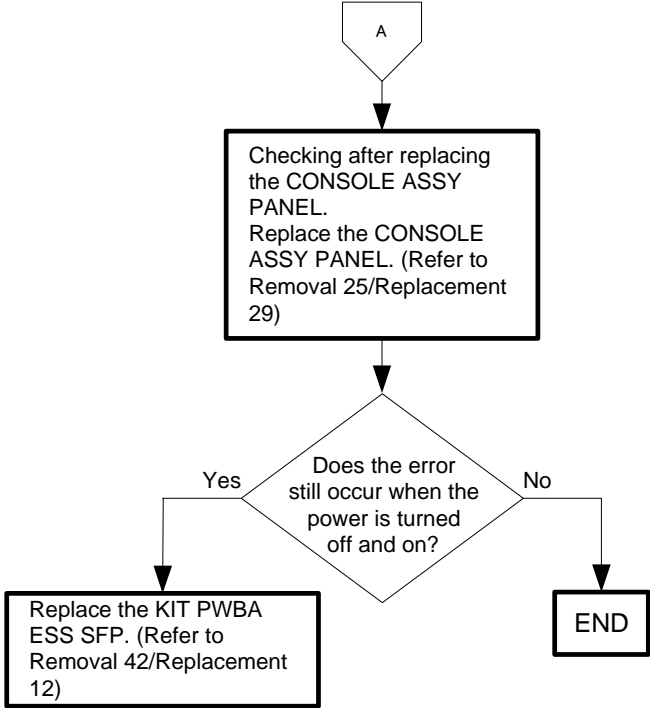 A
Checking after replacing
the CONSOLE ASSY
PANEL.
Replace the CONSOLE
ASSY PANEL. (Refer to
Removal 25/Replacement
29)
Does the error
still occur when the
power is turned
off and on?
Yes
No
Replace the KIT PWBA
ESS SFP. (Refer to
Removal 42/Replacement
12)
END